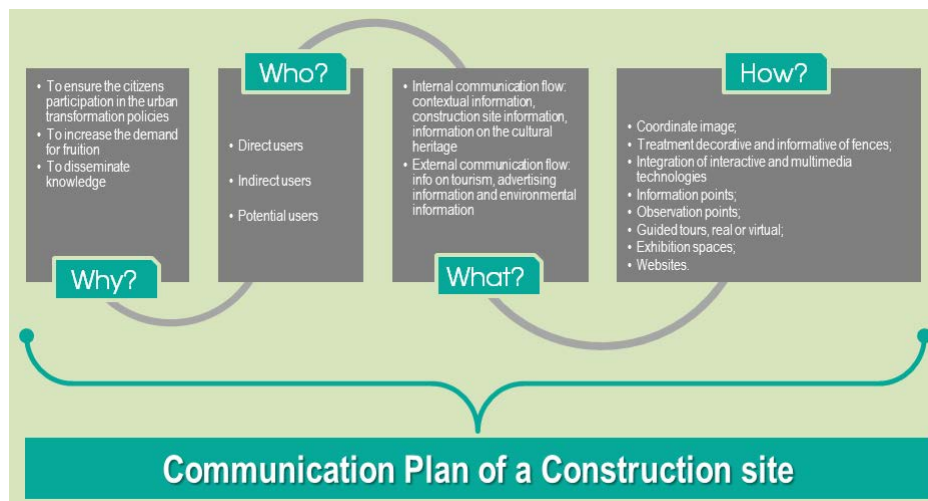 • To ensure the citizens
participation in the urban
transformation policies
• To increase the demand
for fruition
• To disseminate
knowledge
Why?
Who?
• Direct users
• Indirect users
• Potential users
• Internal communication flow:
contextual information,
construction site information,
information on the cultural
heritage
• External communication flow:
info on tourism, advertising
information and environmental
information
What?
How?
• Coordinate image;
• Treatment decorative and informative of fences;
• Integration of interactive and multimedia
technologies
• Information points;
• Observation points;
• Guided tours, real or virtual;
• Exhibition spaces;
• Websites.
Communication Plan of a Construction site